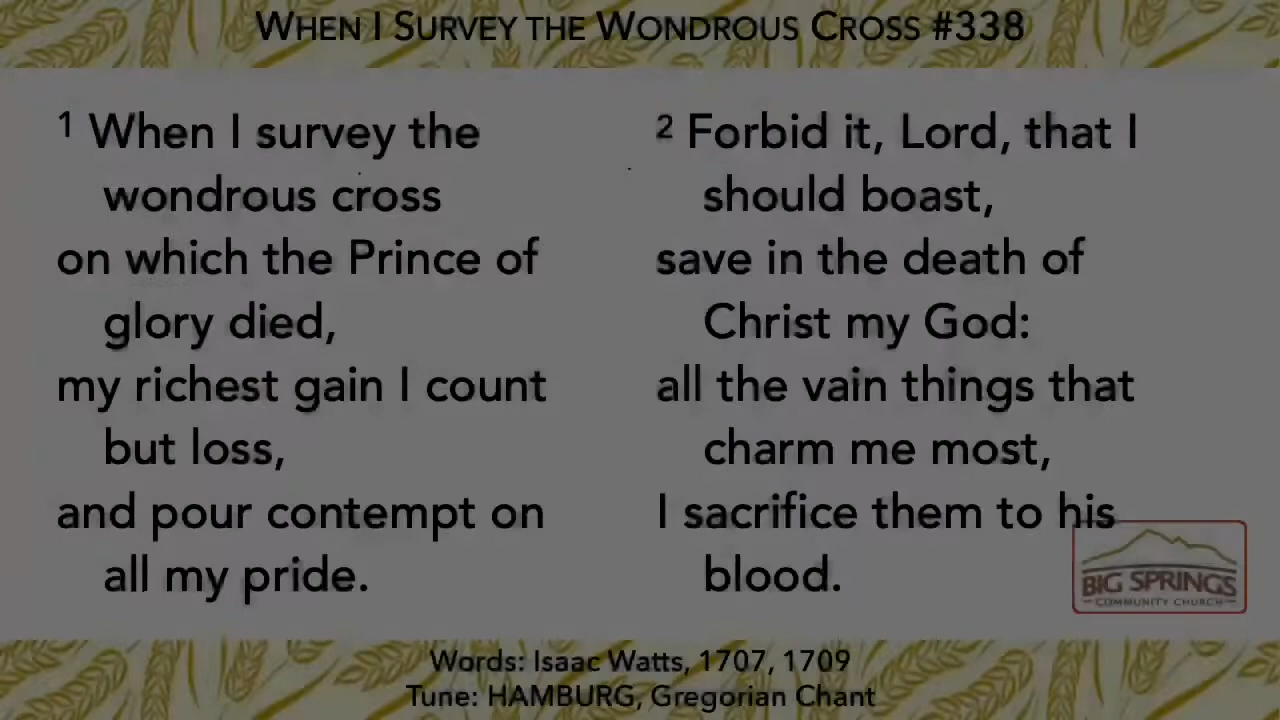 WHEN I SURVEY THE WONDROUS CROSS #338
1 When I survey the
wondrous cross
on which the Prince of
glory died,
my richest gain I count
but loss,
and pour contempt on
all my pride.
2 Forbid it, Lord, that I
should boast,
save in the death of
Christ my God:
all the vain things that
charm me most,
I sacrifice them to his
blood.
BIG SPRINGS
COMMUNITY CHURCH
Words: Isaac Watts, 1707, 1709
Tune: HAMBURG, Gregorian Chant